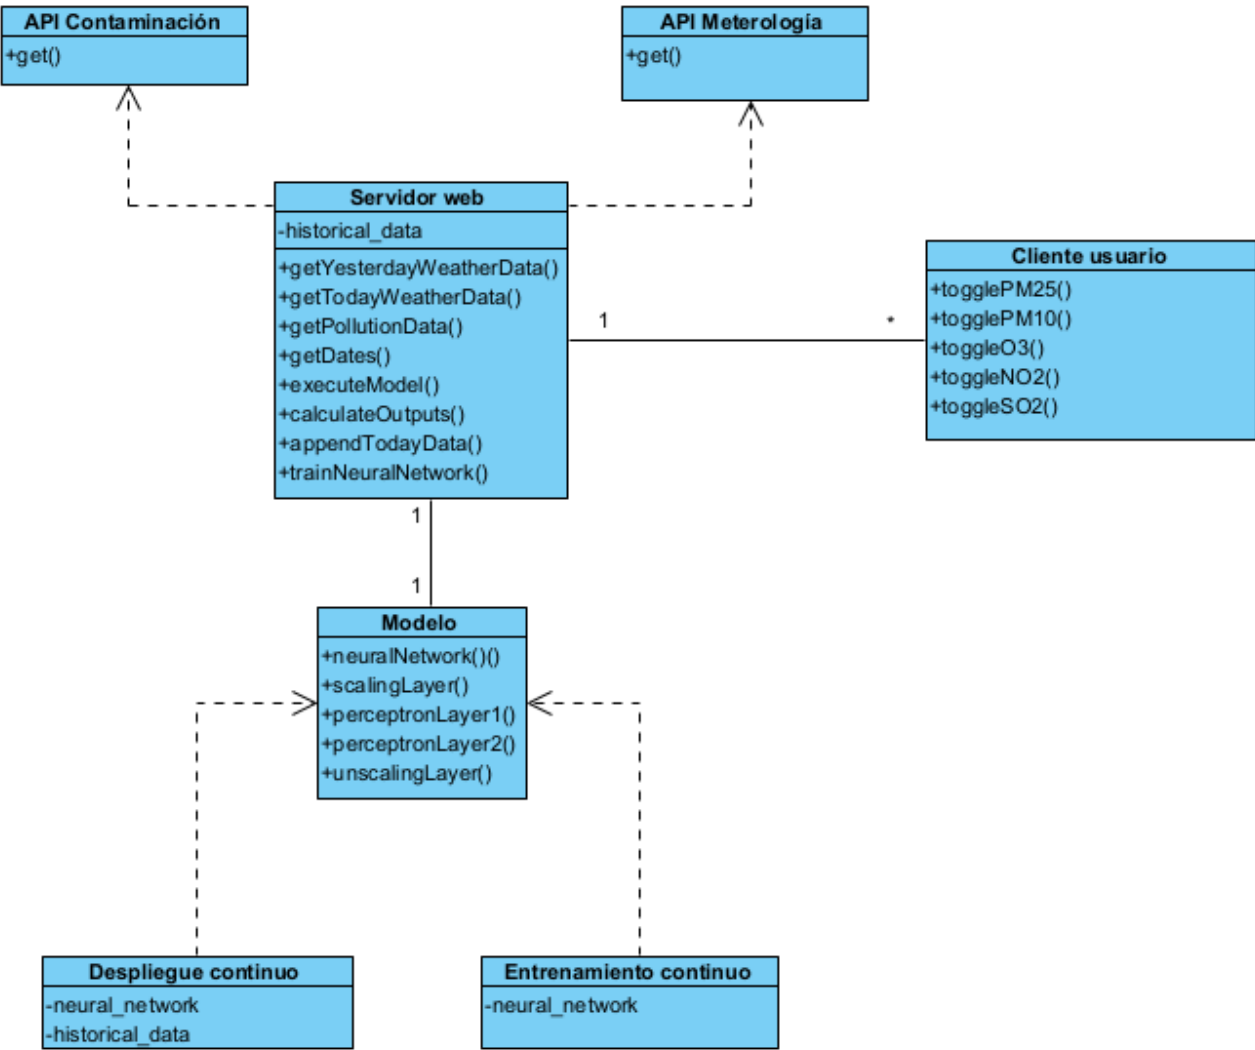 API Contaminación
+get()
API Meterología
+get()
Servidor web
-historical_data
+getYesterdayWeatherData()
+getTodayWeatherData()
+getPollutionData()
+getDates()
+executeModel()
+calculateOutputs()
+appendTodayData()
+trainNeuralNetwork()
1
*
Cliente usuario
+togglePM25()
+togglePM10()
+toggleO3()
+toggleNO2()
+toggleSO2()
1
1
Modelo
+neuralNetwork()()
+scalingLayer()
+perceptronLayer1()
+perceptronLayer2()
+unscalingLayer()
Despliegue continuo
-neural_network
-historical_data
Entrenamiento continuo
-neural_network